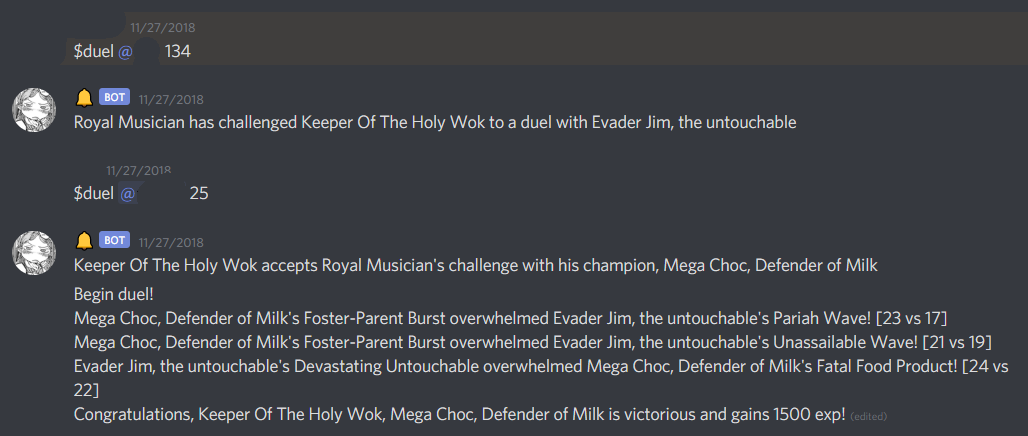 11/27/2018
$duel @ 134
BOT 11/27/2018
Royal Musician has challenged Keeper Of The Holy Wok to a duel with Evader Jim, the untouchable
11/27/2018
$duel @ 25
BOT 11/27/2018
Keeper Of The Holy Wok accepts Royal Musician's challenge with his champion, Mega Choc, Defender of Milk
Begin duel!
Mega Choc, Defender of Milk's Foster-Parent Burst overwhelmed Evader Jim, the untouchable's Pariah Wave! [23 vs 17]
Mega Choc, Defender of Milk's Foster-Parent Burst overwhelmed Evader Jim, the untouchable's Unassailable Wave! [21 vs 19]
Evader Jim, the untouchable's Devastating Untouchable overwhelmed Mega Choc, Defender of Milk's Fatal Food Product! [24 vs
22]
Congratulations, Keeper Of The Holy Wok, Mega Choc, Defender of Milk is victorious and gains 1500 exp! (edited)